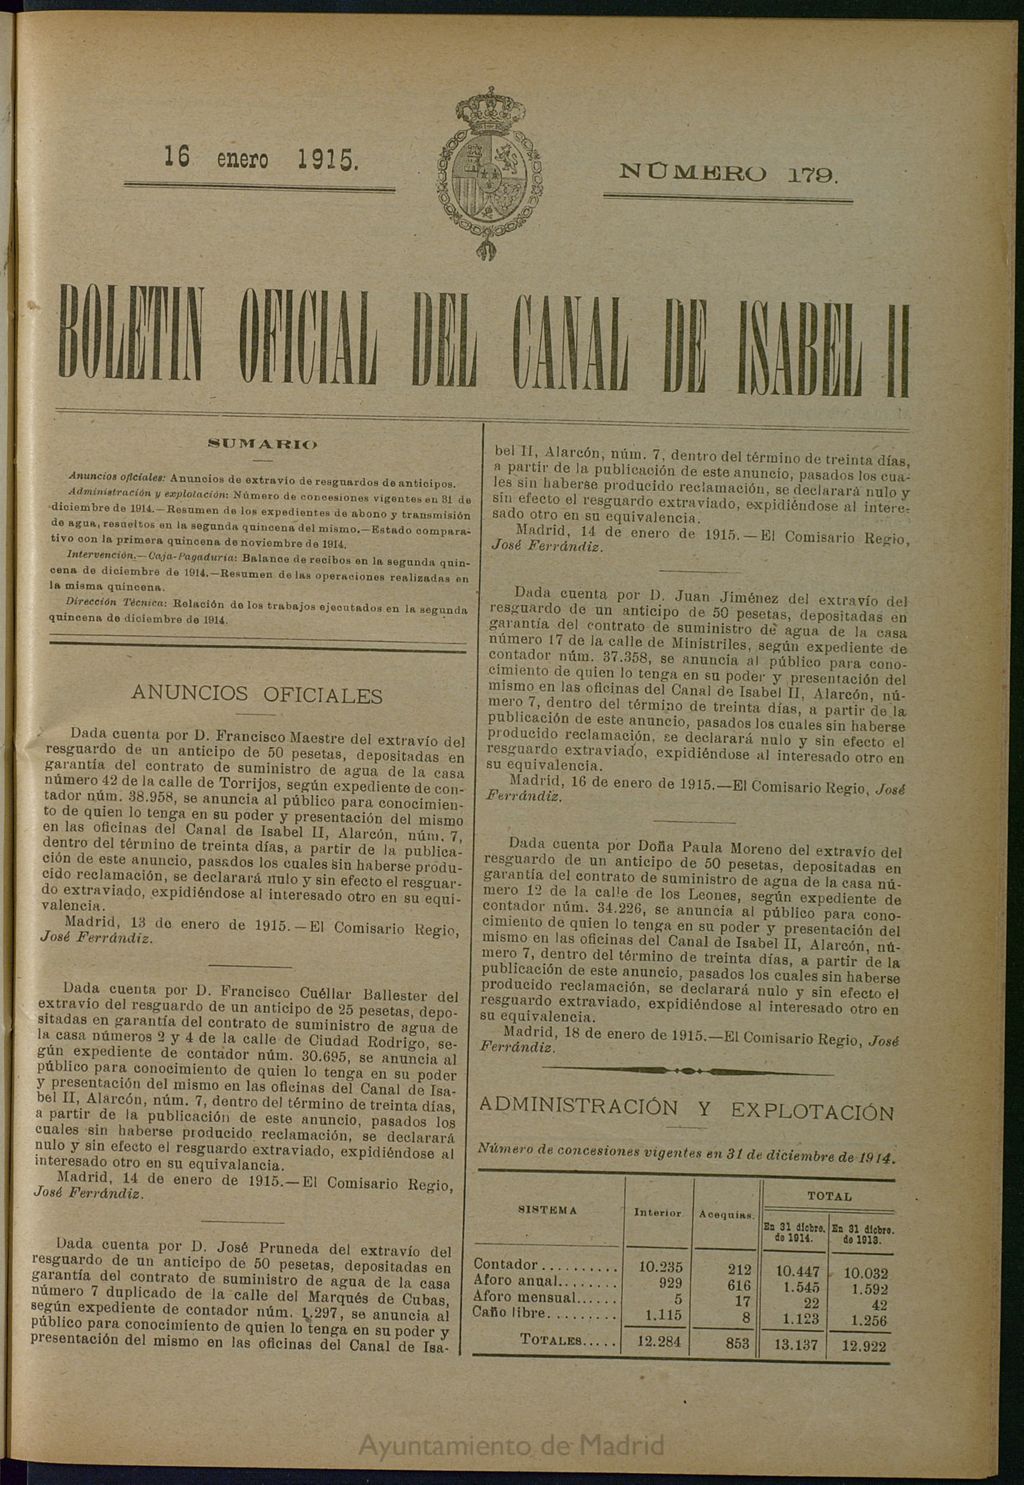 16 enero 1915.
NÚMERO 179.
BOLETIN OFICIAL DEL CANAL DE ISABEL II
SUMARIO
Anuncios oficiales: Anuncios de extravío de resguardos de anticipos.
Administración y explotación: Número de concesiones vigentes en 31 de
diciembre de 1914.—Resumen de los expedientes de abono y transmisión
de agua, resueltos en la segunda quincena del mismo.—Estado compara-
tivo con la primera quincena de noviembre de 1914.
Intervención.—Caja-Pagaduría: Balance de recibos en la segunda quin-
cena de diciembre de 1914.—Resumen de las operaciones realizadas en
la misma quincena.
Dirección Técnica: Relación de los trabajos ejecutados en la segunda
quincena de diciembre de 1914.
ANUNCIOS OFICIALES
Dada cuenta por D. Francisco Maestre del extravío del
resguardo de un anticipo de 50 pesetas, depositadas en
garantía del contrato de suministro de agua de la casa
número 42 de la calle de Torrijos, según expediente de con-
tador núm. 38.958, se anuncia al público para conocimien-
to de quien lo tenga en su poder y presentación del mismo
en las oficinas del Canal de Isabel II, Alarcón, núm. 7,
dentro del término de treinta días, a partir de la publica-
ción de este anuncio, pasados los cuales sin haberse produ-
cido reclamación, se declarará nulo y sin efecto el resguar-
do extraviado, expidiéndose al interesado otro en su equi-
valencia.
Madrid, 13 de enero de 1915.—El Comisario Regio,
José Ferrándiz.
Dada cuenta por D. Francisco Cuéllar Ballester del
extravío del resguardo de un anticipo de 25 pesetas, depo-
sitadas en garantía del contrato de suministro de agua de
la casa números 2 y 4 de la calle de Ciudad Rodrigo, se-
gún expediente de contador núm. 30.695, se anuncia al
público para conocimiento de quien lo tenga en su poder
y presentación del mismo en las oficinas del Canal de Isa-
bel II, Alarcón, núm. 7, dentro del término de treinta días,
a partir de la publicación de este anuncio, pasados los
cuales sin haberse producido reclamación, se declarará
nulo y sin efecto el resguardo extraviado, expidiéndose al
interesado otro en su equivalancia.
Madrid, 14 de enero de 1915.—El Comisario Regio,
José Ferrándiz.
Dada cuenta por D. José Pruneda del extravío del
resguardo de un anticipo de 50 pesetas, depositadas en
garantía del contrato de suministro de agua de la casa
número 7 duplicado de la calle del Marqués de Cubas,
según expediente de contador núm. 1.297, se anuncia al
público para conocimiento de quien lo tenga en su poder y
presentación del mismo en las oficinas del Canal de Isa-
bel II, Alarcón, núm. 7, dentro del término de treinta días,
a partir de la publicación de este anuncio, pasados los cua-
les sin haberse producido reclamación, se declarará nulo y
sin efecto el resguardo extraviado, expidiéndose al intere-
sado otro en su equivalencia.
Madrid, 14 de enero de 1915.—El Comisario Regio,
José Ferrándiz.
Dada cuenta por D. Juan Jiménez del extravío del
resguardo de un anticipo de 50 pesetas, depositadas en
garantía del contrato de suministro de agua de la casa
número 17 de la calle de Ministriles, según expediente de
contador núm. 37.358, se anuncia al público para cono-
cimiento de quien lo tenga en su poder y presentación del
mismo en las oficinas del Canal de Isabel II, Alarcón, nú-
mero 7, dentro del término de treinta días, a partir de la
publicación de este anuncio, pasados los cuales sin haberse
producido reclamación, se declarará nulo y sin efecto el
resguardo extraviado, expidiéndose al interesado otro en
su equivalencia.
Madrid, 16 de enero de 1915.—El Comisario Regio, José
Ferrándiz.
Dada cuenta por Doña Paula Moreno del extravío del
resguardo de un anticipo de 50 pesetas, depositadas en
garantía del contrato de suministro de agua de la casa nú-
mero 12 de la calle de los Leones, según expediente de
contador núm. 34.226, se anuncia al público para cono-
cimiento de quien lo tenga en su poder y presentación del
mismo en las oficinas del Canal de Isabel II, Alarcón, nú-
mero 7, dentro del término de treinta días, a partir de la
publicación de este anuncio, pasados los cuales sin haberse
producido reclamación, se declarará nulo y sin efecto el
resguardo extraviado, expidiéndose al interesado otro en
su equivalencia.
Madrid, 18 de enero de 1915.—El Comisario Regio, José
Ferrándiz.
ADMINISTRACIÓN Y EXPLOTACIÓN
Número de concesiones vigentes en 31 de diciembre de 1914.
SISTEMA Interior. Acequias. TOTAL
En 31 dicbre. de 1914. En 31 dicbre. de 1913.
Contador.......... 10.235 212 10.447 10.032
Aforo anual........ 929 616 1.545 1.592
Aforo mensual...... 5 17 22 42
Caño libre......... 1.115 8 1.123 1.256
TOTALES..... 12.284 853 13.137 12.922
Ayuntamiento de Madrid